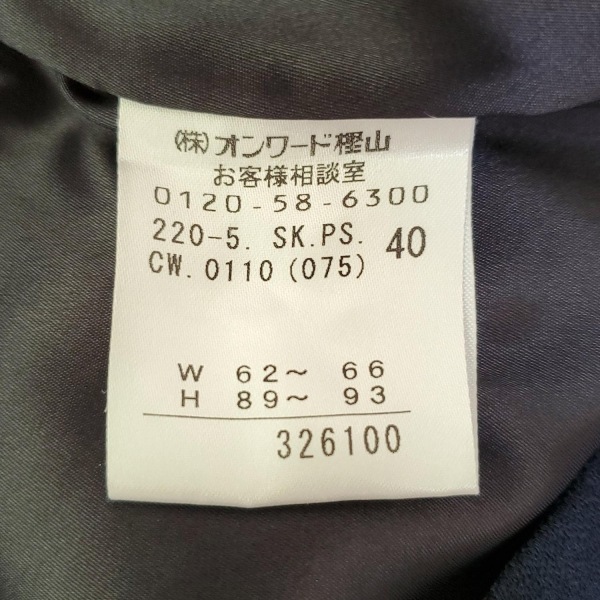 (株)オンワード樫山
お客様相談室
0120-58-6300
220-5. SK.PS. 40
CW. 0110 (075)
W 62〜 66
H 89〜 93
326100